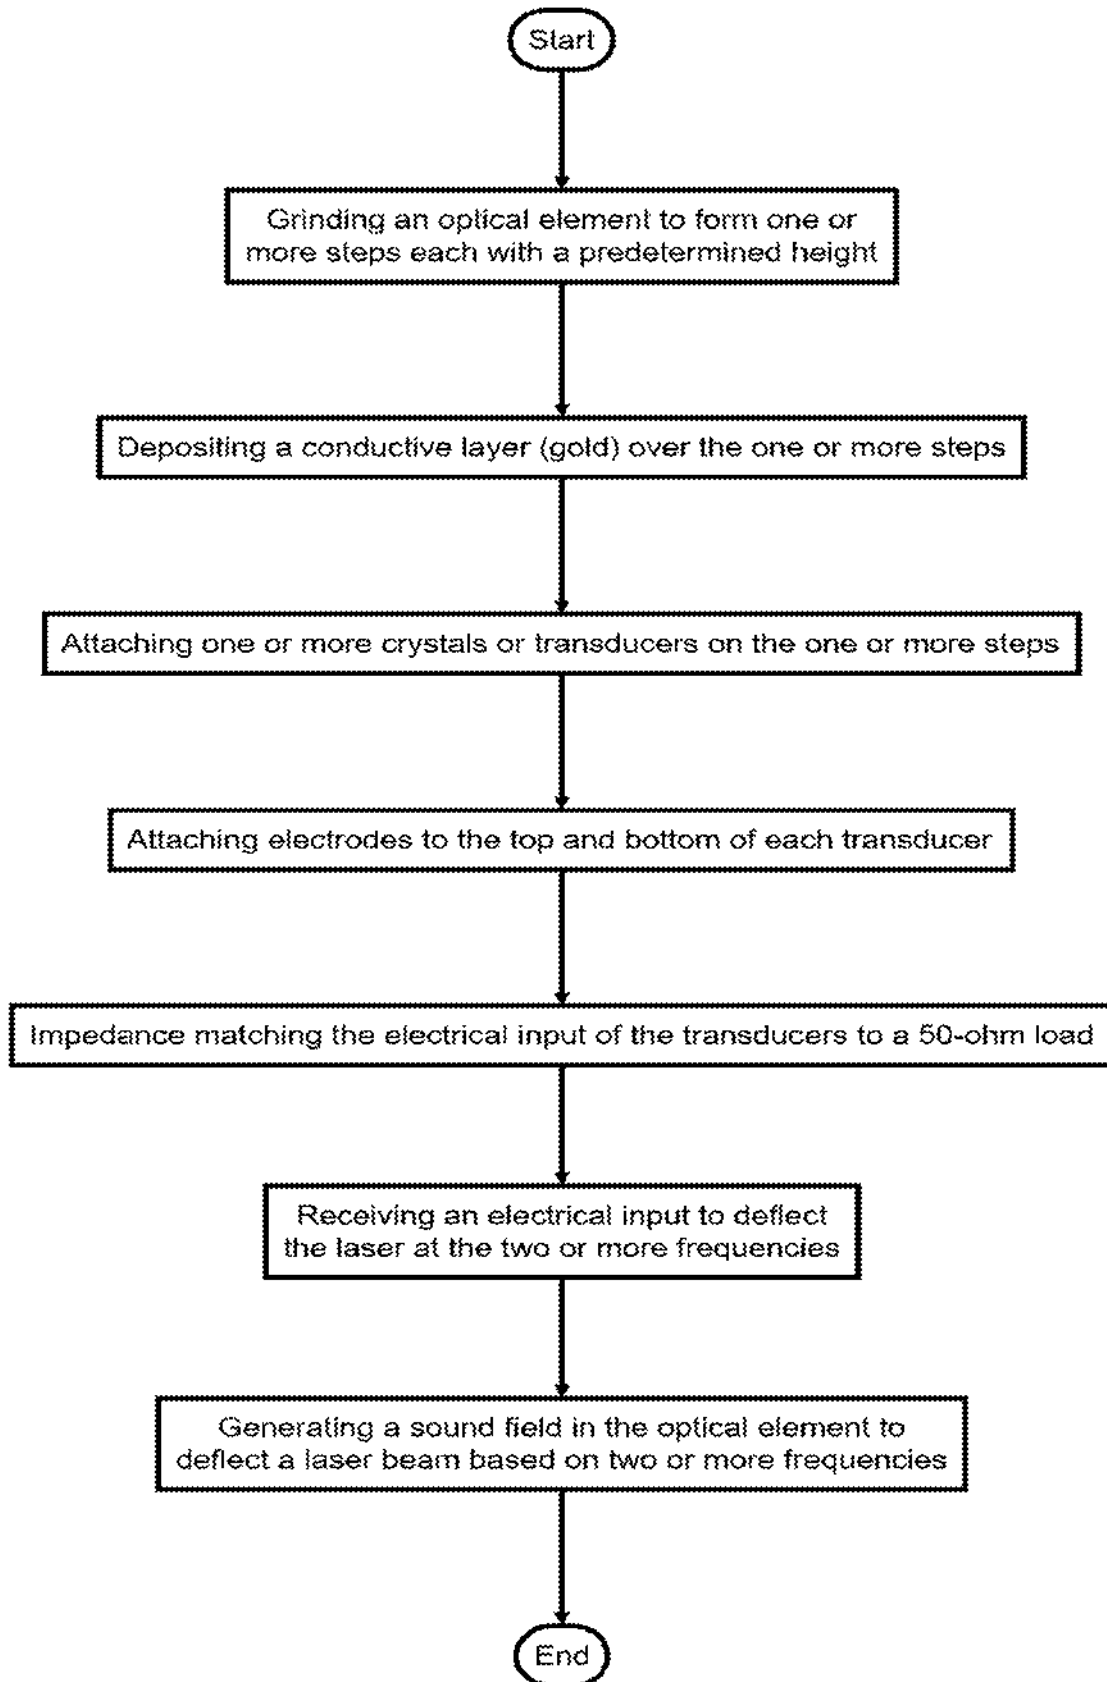 Start
Grinding an optical element to form one or
more steps each with a predetermined height
Depositing a conductive layer (gold) over the one or more steps
Attaching one or more crystals or transducers on the one or more steps
Attaching electrodes to the top and bottom of each transducer
Impedance matching the electrical input of the transducers to a 50-ohm load
Receiving an electrical input to deflect
the laser at the two or more frequencies
Generating a sound field in the optical element to
deflect a laser beam based on two or more frequencies
End